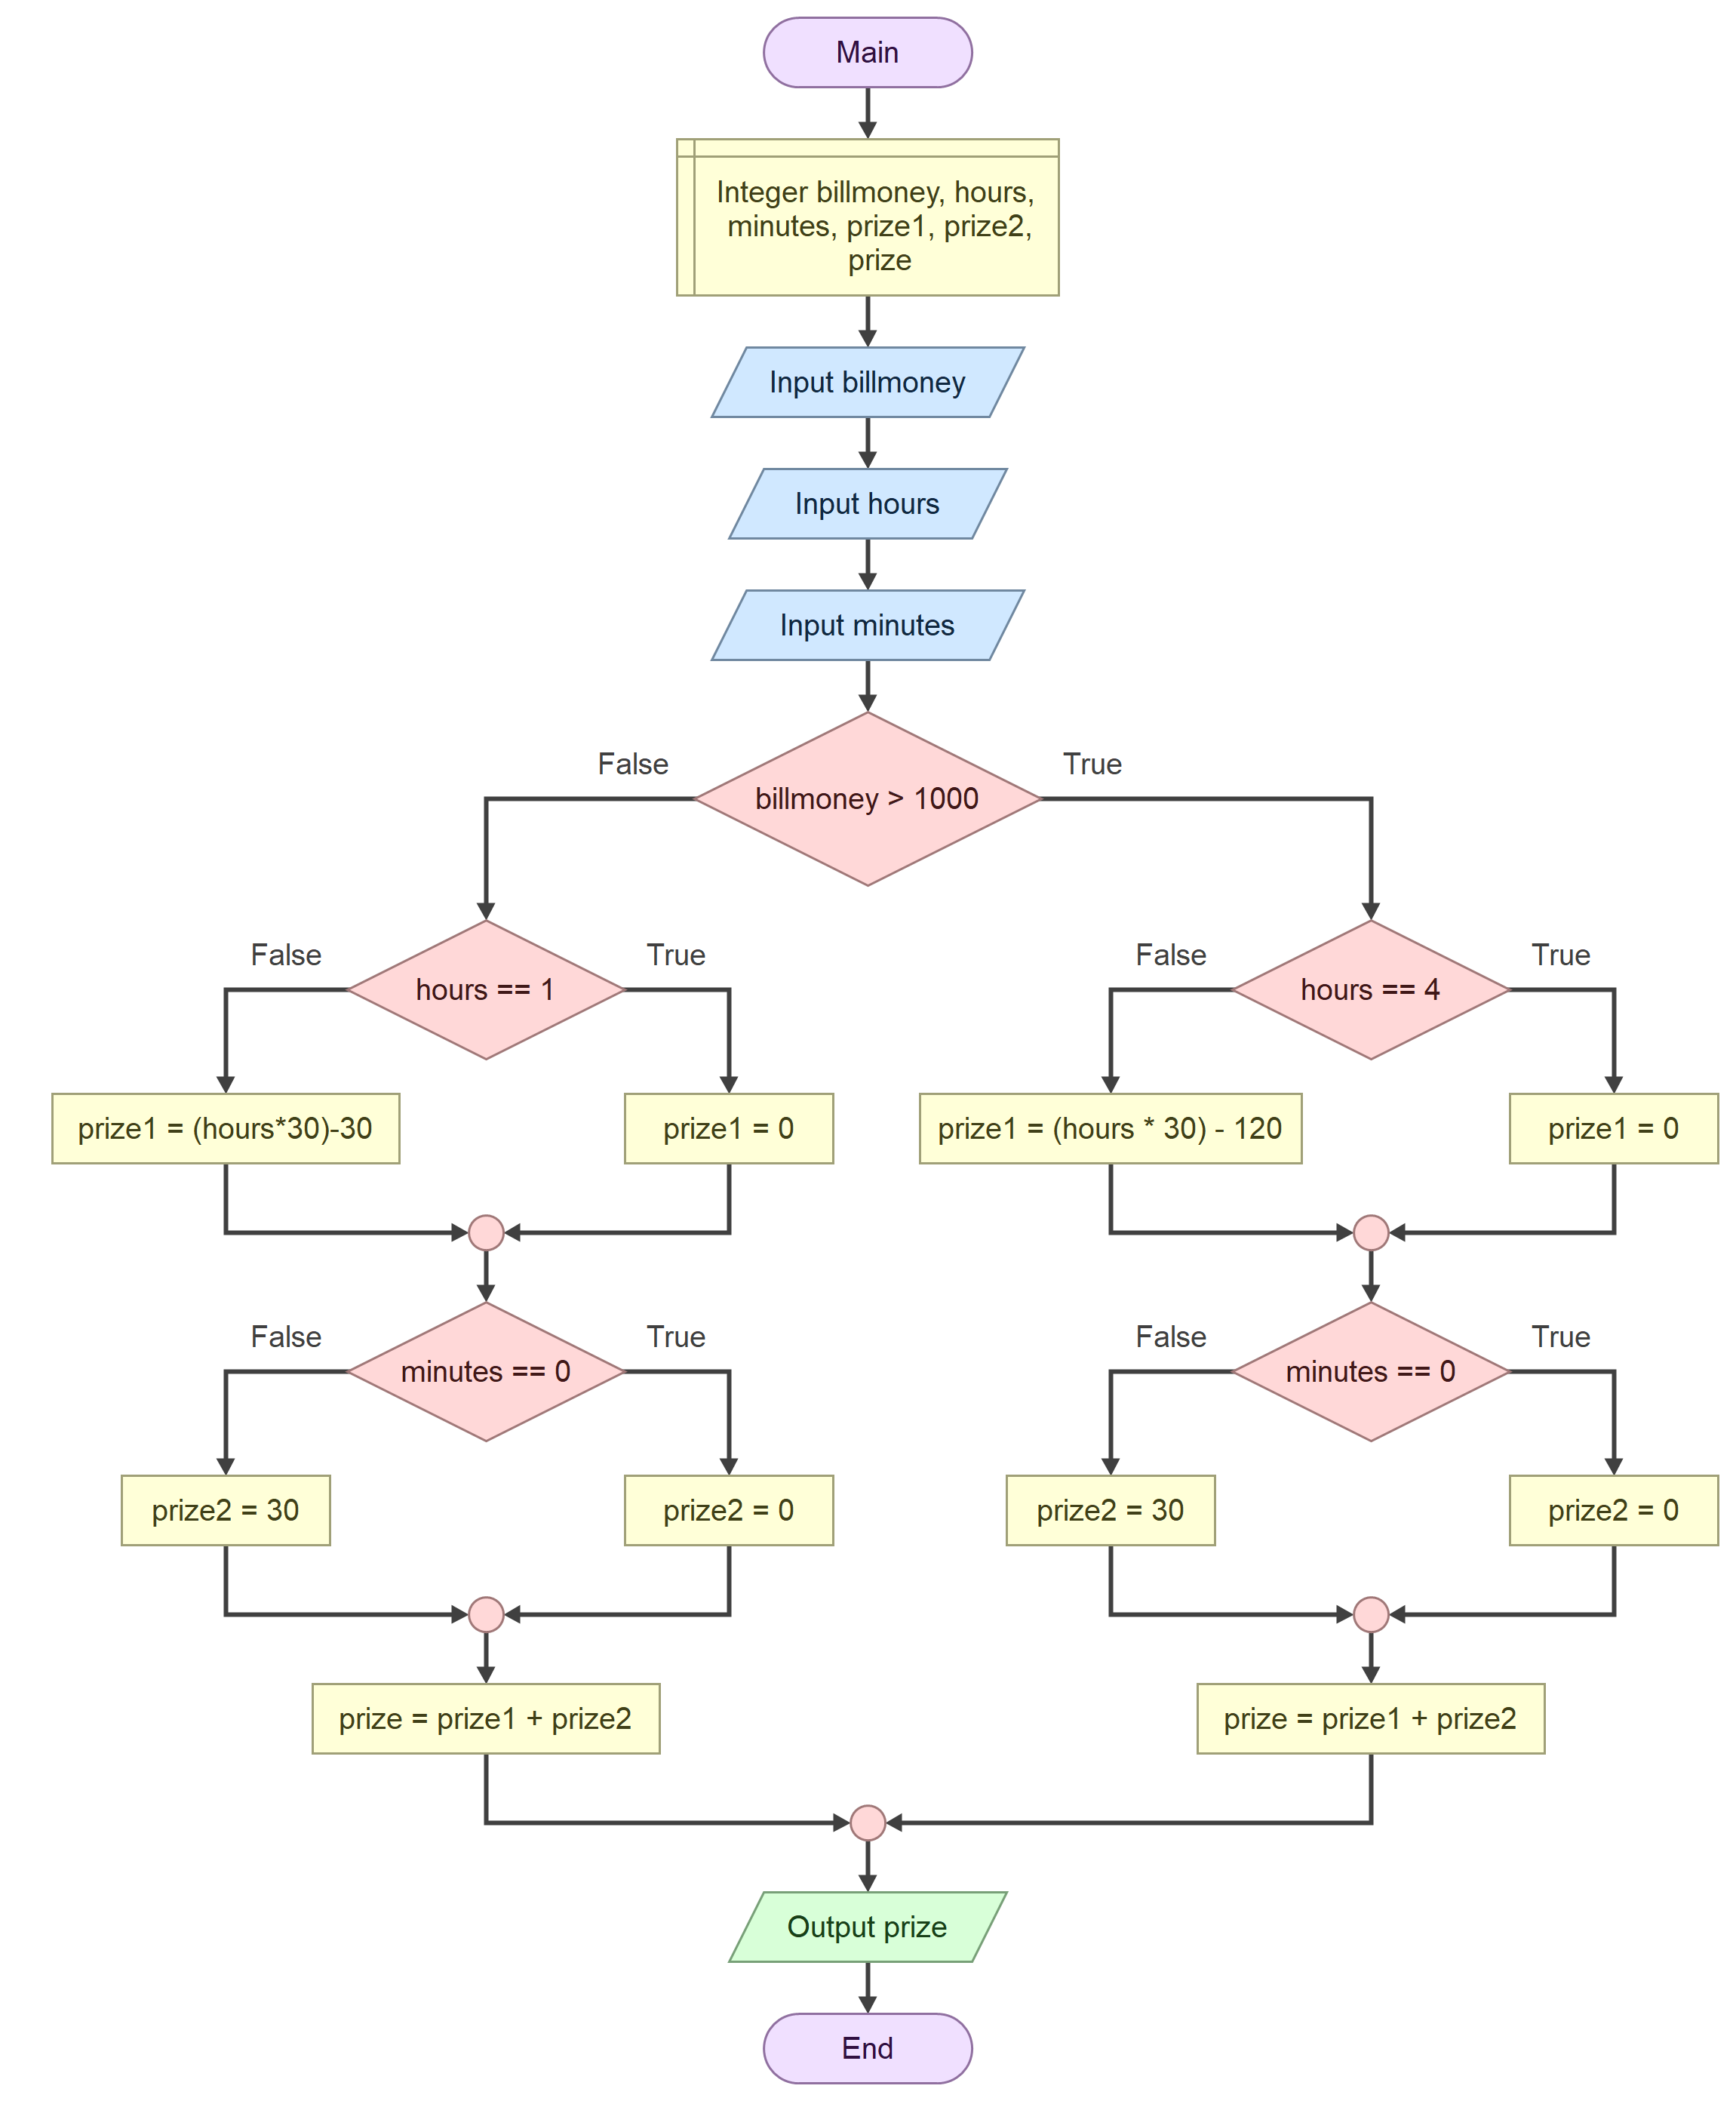 Main
Integer billmoney, hours,
minutes, prize1, prize2,
prize
Input billmoney
Input hours
Input minutes
False
True
billmoney > 1000
False
True
False
True
hours == 1
hours == 4
prize1 = (hours*30)-30
prize1 = 0
prize1 = (hours * 30) - 120
prize1 = 0
False
True
False
True
minutes == 0
minutes == 0
prize2 = 30
prize2 = 0
prize2 = 30
prize2 = 0
prize = prize1 + prize2
prize = prize1 + prize2
Output prize
End